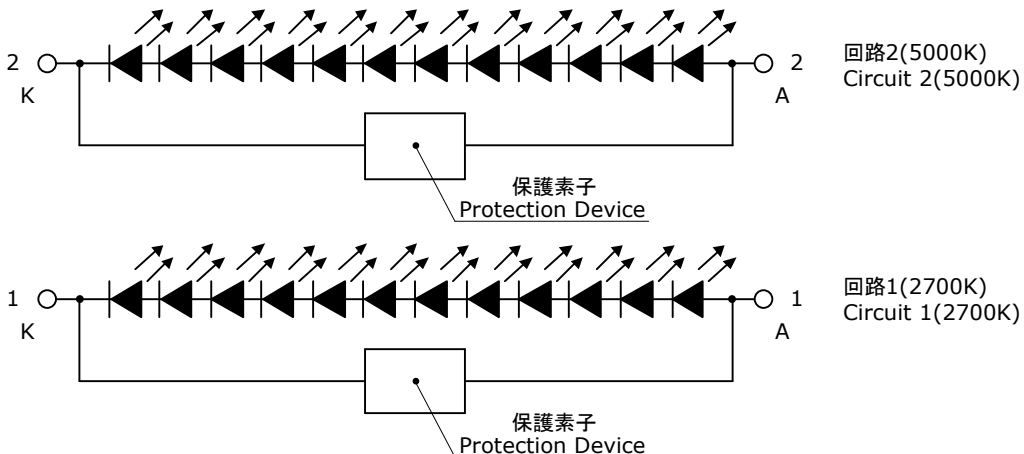 2
K
2
A
回路2(5000K)
Circuit 2(5000K)
保護素子
Protection Device
1
K
1
A
回路1(2700K)
Circuit 1(2700K)
保護素子
Protection Device